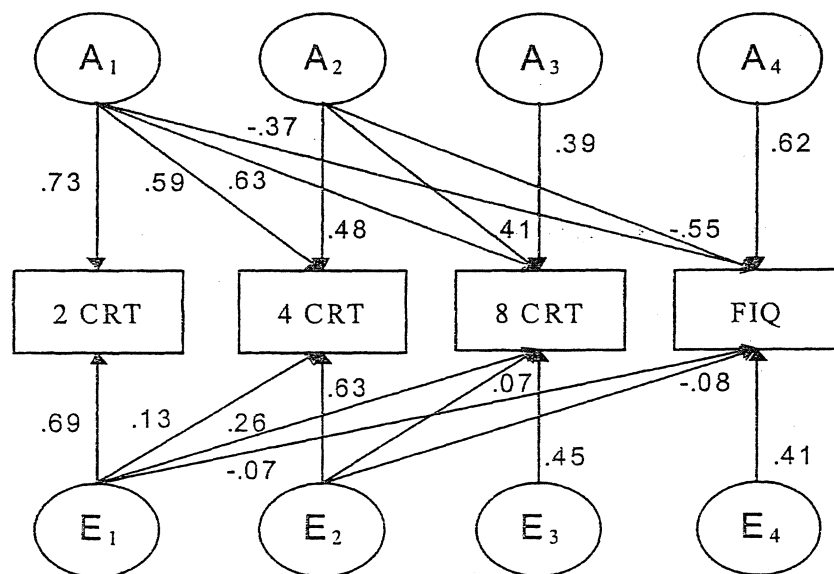 A1 A2 A3 A4
-.37
.39 .62
.73 .59 .63
.48 .41 -.55
2 CRT 4 CRT 8 CRT FIQ
.63 .07 -.08
.69 .13 .26
-.07 .45 .41
E1 E2 E3 E4